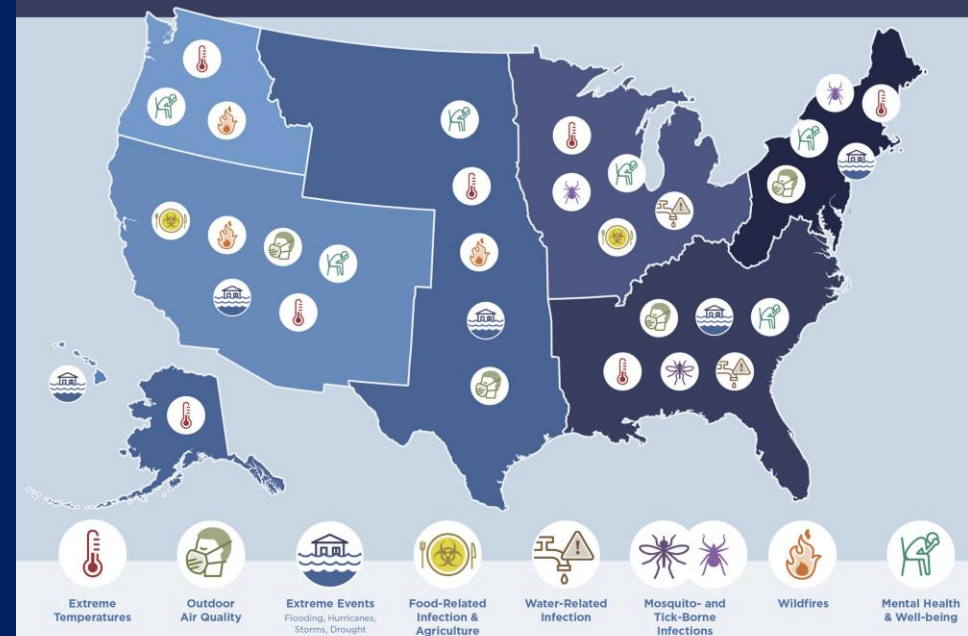 Extreme
Temperatures
Outdoor
Air Quality
Extreme Events
Flooding, Hurricanes,
Storms, Drought
Food-Related
Infection &
Agriculture
Water-Related
Infection
Mosquito- and
Tick-Borne
Infections
Wildfires
Mental Health
& Well-being